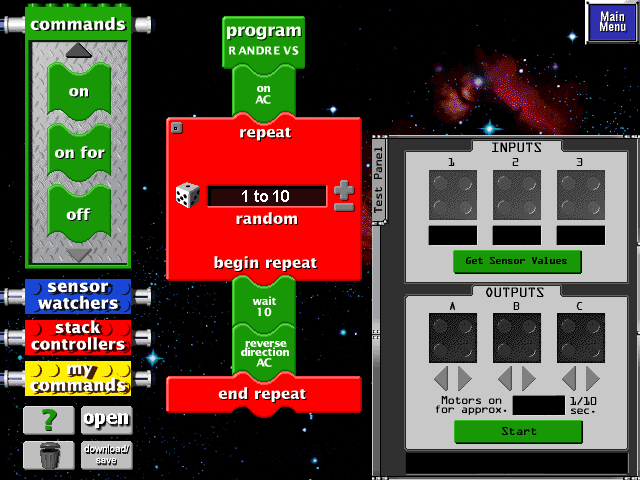 commands
on
on for
off
sensor
watchers
stack
controllers
my
commands
?
open
download/
save
program
RANDRE VS
on
AC
repeat
1 to 10
random
begin repeat
wait
10
reverse
direction
AC
end repeat
Main
Menu
Test Panel
INPUTS
1 2 3
Get Sensor Values
OUTPUTS
A B C
Motors on
for approx.
1/10
sec.
Start